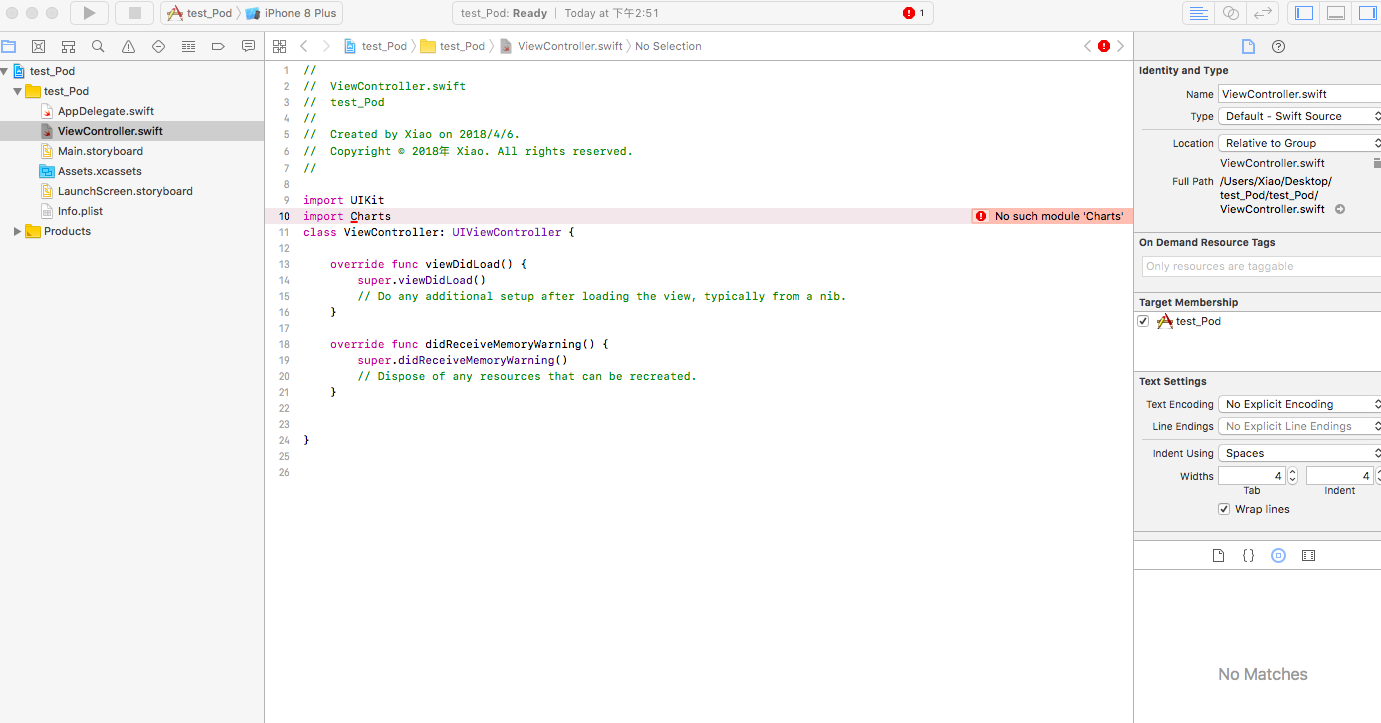 test_Pod iPhone 8 Plus
test_Pod: Ready | Today at 下午2:51
1
test_Pod
test_Pod
AppDelegate.swift
ViewController.swift
Main.storyboard
Assets.xcassets
LaunchScreen.storyboard
Info.plist
Products
test_Pod test_Pod ViewController.swift No Selection
1 //
2 //  ViewController.swift
3 //  test_Pod
4 //
5 //  Created by Xiao on 2018/4/6.
6 //  Copyright © 2018年 Xiao. All rights reserved.
7 //
8
9 import UIKit
10 import Charts No such module 'Charts'
11 class ViewController: UIViewController {
12
13     override func viewDidLoad() {
14         super.viewDidLoad()
15         // Do any additional setup after loading the view, typically from a nib.
16     }
17
18     override func didReceiveMemoryWarning() {
19         super.didReceiveMemoryWarning()
20         // Dispose of any resources that can be recreated.
21     }
22
23
24 }
25
26
Identity and Type
Name ViewController.swift
Type Default - Swift Source
Location Relative to Group
ViewController.swift
Full Path /Users/Xiao/Desktop/
test_Pod/test_Pod/
ViewController.swift
On Demand Resource Tags
Only resources are taggable
Target Membership
test_Pod
Text Settings
Text Encoding No Explicit Encoding
Line Endings No Explicit Line Endings
Indent Using Spaces
Widths 4 4
Tab Indent
Wrap lines
{}
No Matches